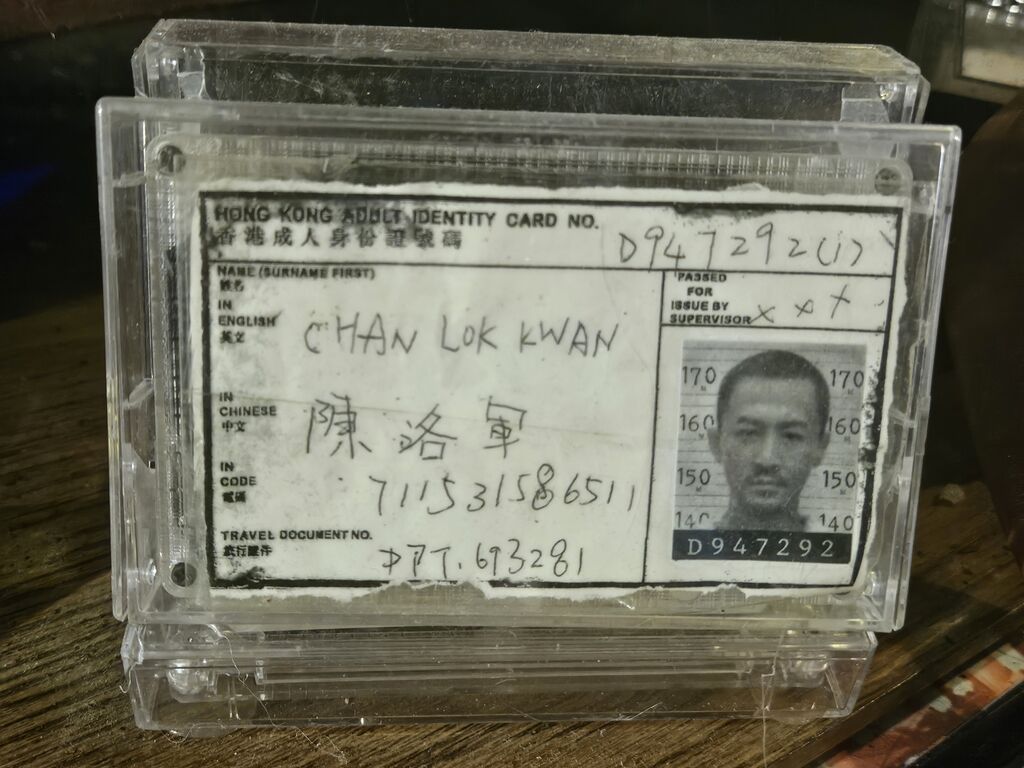 HONG KONG ADULT IDENTITY CARD NO.
香港成人身份證號碼
D947292(1)
NAME (SURNAME FIRST)
姓名
IN
ENGLISH
英文
CHAN LOK KWAN
IN
CHINESE
中文
陳洛軍
IN
CODE
電碼
711531586511
TRAVEL DOCUMENT NO.
旅行證件
DPT.693281
PASSED
FOR
ISSUE BY
SUPERVISOR
x x x
170 170
160 160
150 150
140 140
D947292